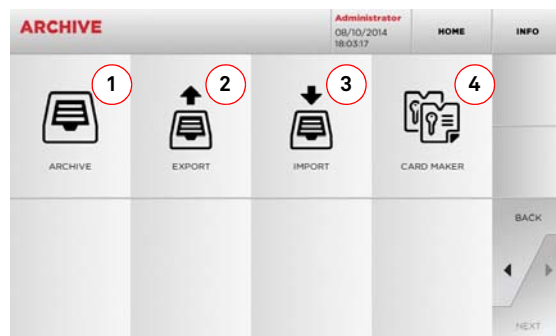 ARCHIVE
Administrator
08/10/2014
18:03:17
HOME
INFO
1
2
3
4
ARCHIVE
EXPORT
IMPORT
CARD MAKER
BACK
NEXT